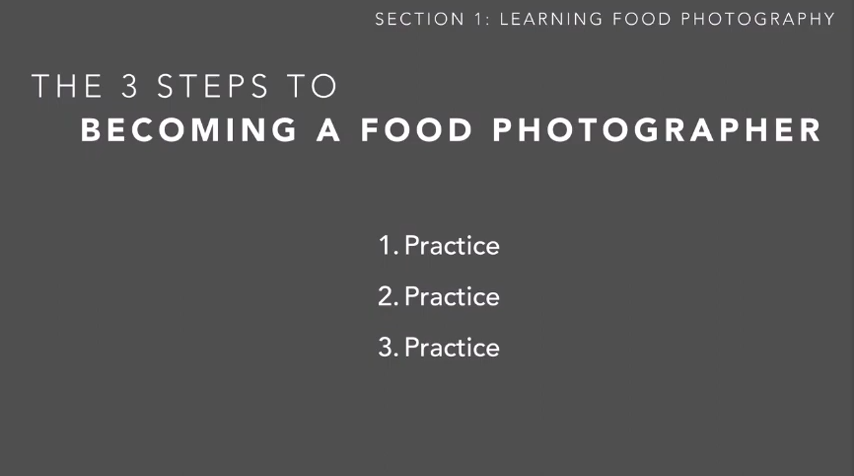 SECTION 1: LEARNING FOOD PHOTOGRAPHY
THE 3 STEPS TO
BECOMING A FOOD PHOTOGRAPHER
1. Practice
2. Practice
3. Practice